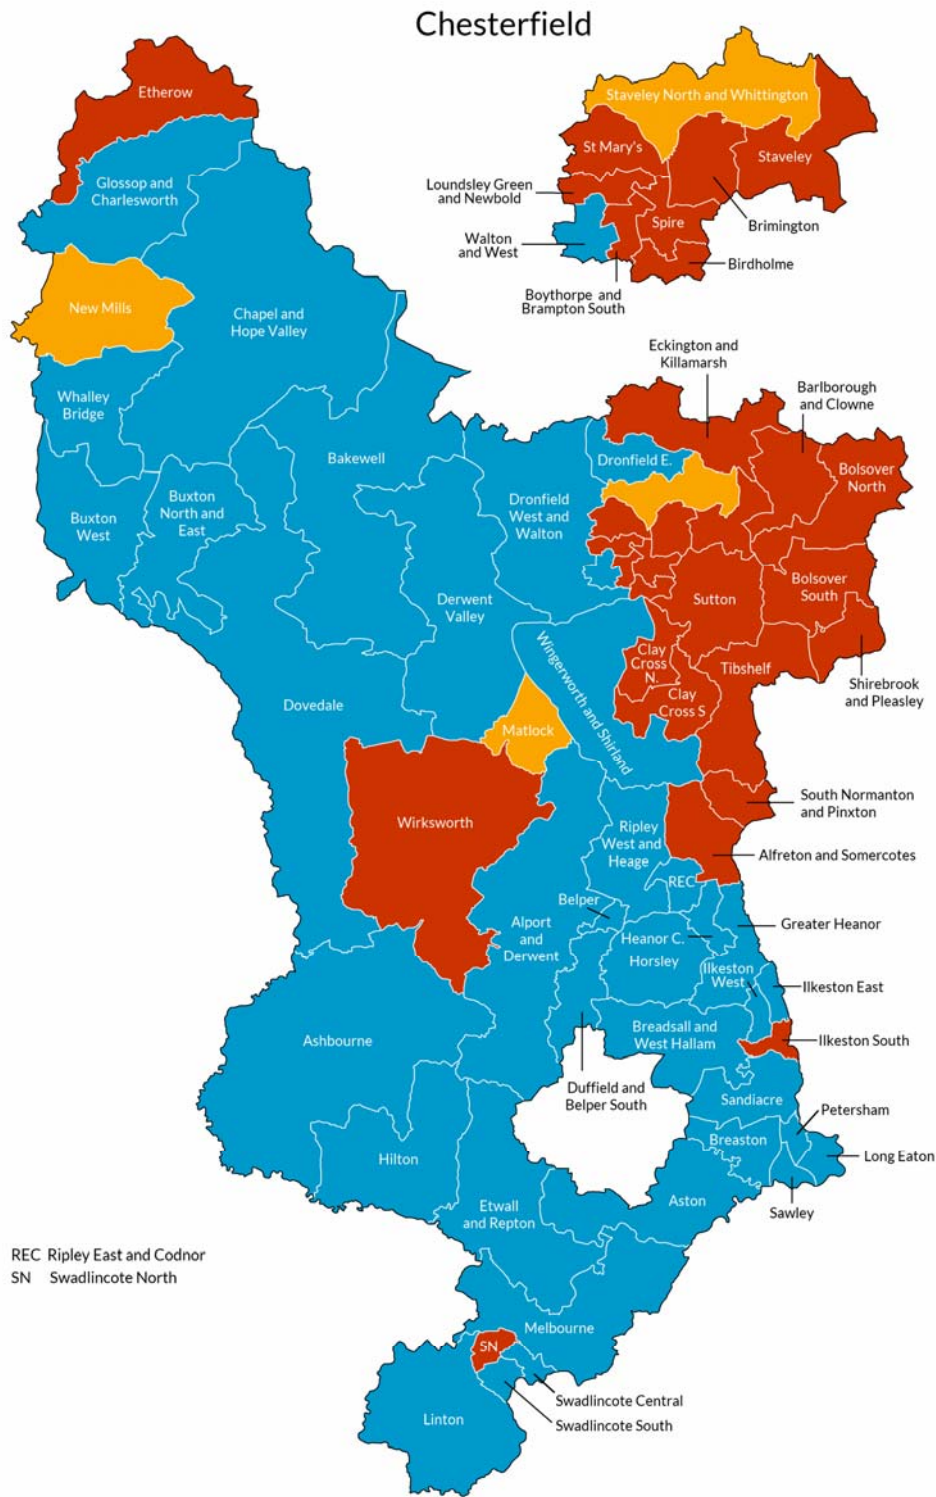 Chesterfield
Etherow
Staveley North and Whittington
St Mary's
Staveley
Glossop and
Charlesworth
Loundsley Green
and Newbold
Spire
Brimington
Walton
and West
Birdholme
Boythorpe and
Brampton South
New Mills
Chapel and
Hope Valley
Eckington and
Killamarsh
Barlborough
and Clowne
Whalley
Bridge
Bakewell
Dronfield E.
Bolsover
North
Buxton
West
Buxton
North and
East
Dronfield
West and
Walton
Derwent
Valley
Sutton
Bolsover
South
Wingerworth and Shirland
Clay
Cross
N.
Tibshelf
Clay
Cross S
Shirebrook
and Pleasley
Dovedale
Matlock
Wirksworth
South Normanton
and Pinxton
Ripley
West and
Heage
Alfreton and Somercotes
REC
Belper
Alport
and
Derwent
Greater Heanor
Heanor C.
Horsley
Ilkeston
West
Ilkeston East
Ashbourne
Breadsall and
West Hallam
Ilkeston South
Duffield and
Belper South
Sandiacre
Petersham
Hilton
Breaston
Long Eaton
Etwall
and Repton
Aston
Sawley
REC Ripley East and Codnor
SN Swadlincote North
Melbourne
SN
Swadlincote Central
Linton
Swadlincote South